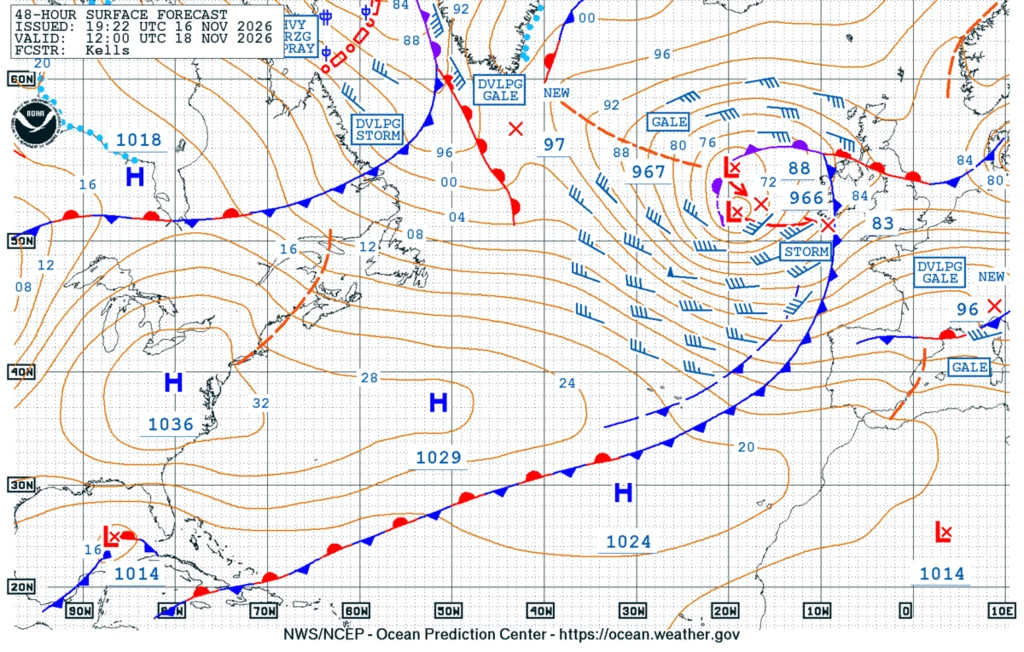 48-HOUR SURFACE FORECAST
ISSUED: 19:22 UTC 16 NOV 2026
VALID: 12:00 UTC 18 NOV 2026
FCSTR: Kells
HVY
FRZG
SPRAY
84
92
00
88
96
20
60N
NOAA
DVLPG
GALE
NEW
92
GALE
DVLPG
STORM
1018
97
88
80
76
96
967
88
84
16
00
72
966
84
80
04
83
50N
16
12
08
STORM
12
08
DVLPG
GALE
NEW
96
40N
28
24
GALE
32
1036
20
1029
30N
1024
16
1014
1014
20N
90W
80W
70W
60W
50W
40W
30W
20W
10W
0
10E
H
H
H
H
L
L
L
L
NWS/NCEP - Ocean Prediction Center - https://ocean.weather.gov